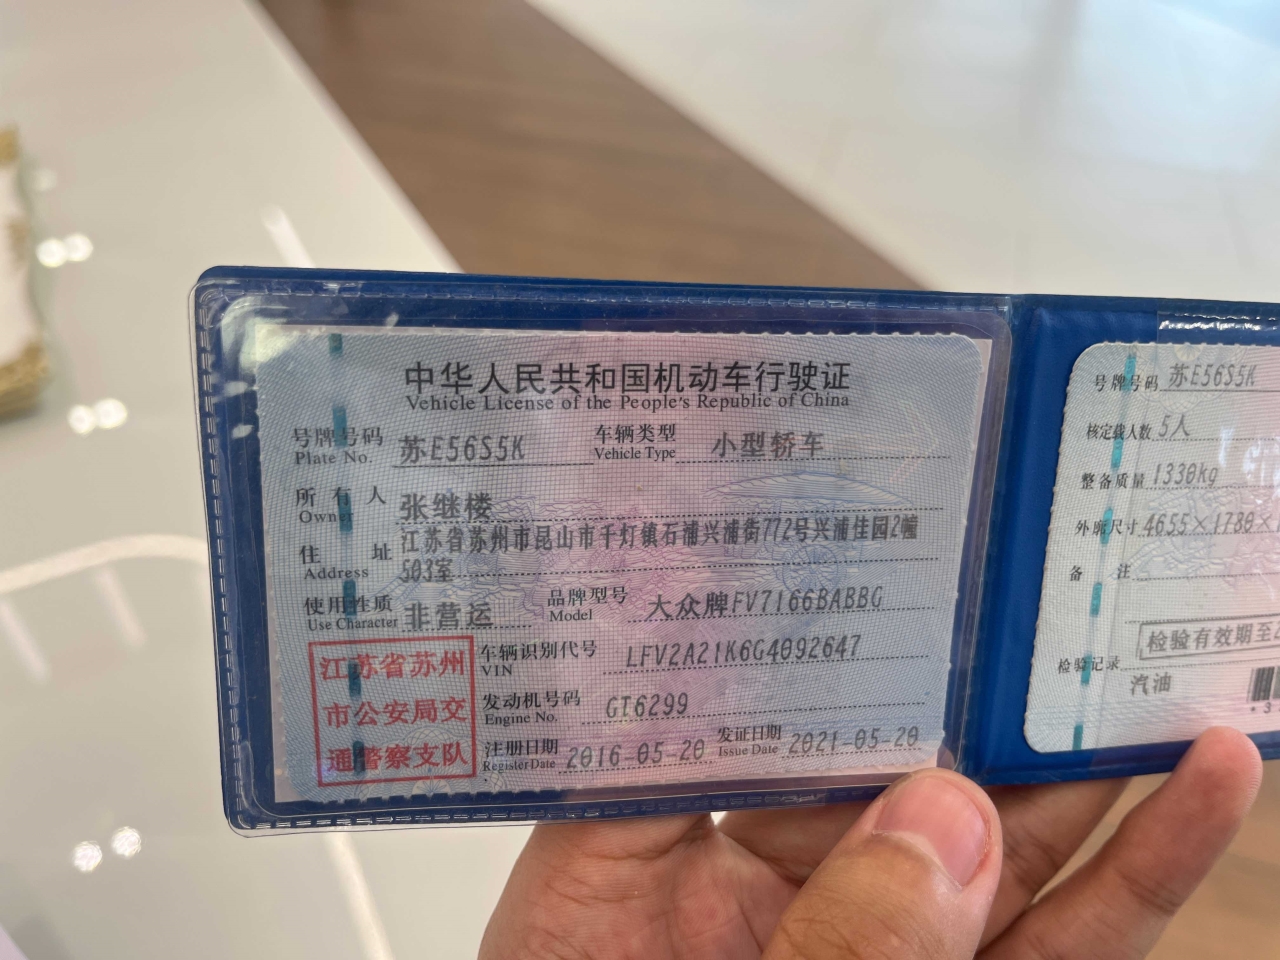 中华人民共和国机动车行驶证
Vehicle License of the People's Republic of China
号牌号码 苏E56S5K 车辆类型 小型轿车
Plate No. Vehicle Type
所有人 张继楼
Owner
住址 江苏省苏州市昆山市千灯镇石浦兴浦街772号兴浦佳园2幢
Address 503室
使用性质 非营运 品牌型号 大众牌FV7166BABBG
Use Character Model
江苏省苏州
市公安局交
通警察支队
车辆识别代号 LFV2A21K6G4092647
VIN
发动机号码 GT6299
Engine No.
注册日期 2016-05-20 发证日期 2021-05-20
Register Date Issue Date
号牌号码 苏E56S5K
核定载人数 5人
整备质量 1330kg
外廓尺寸 4655×1780×
备注
检验有效期至
检验记录
汽油
*3